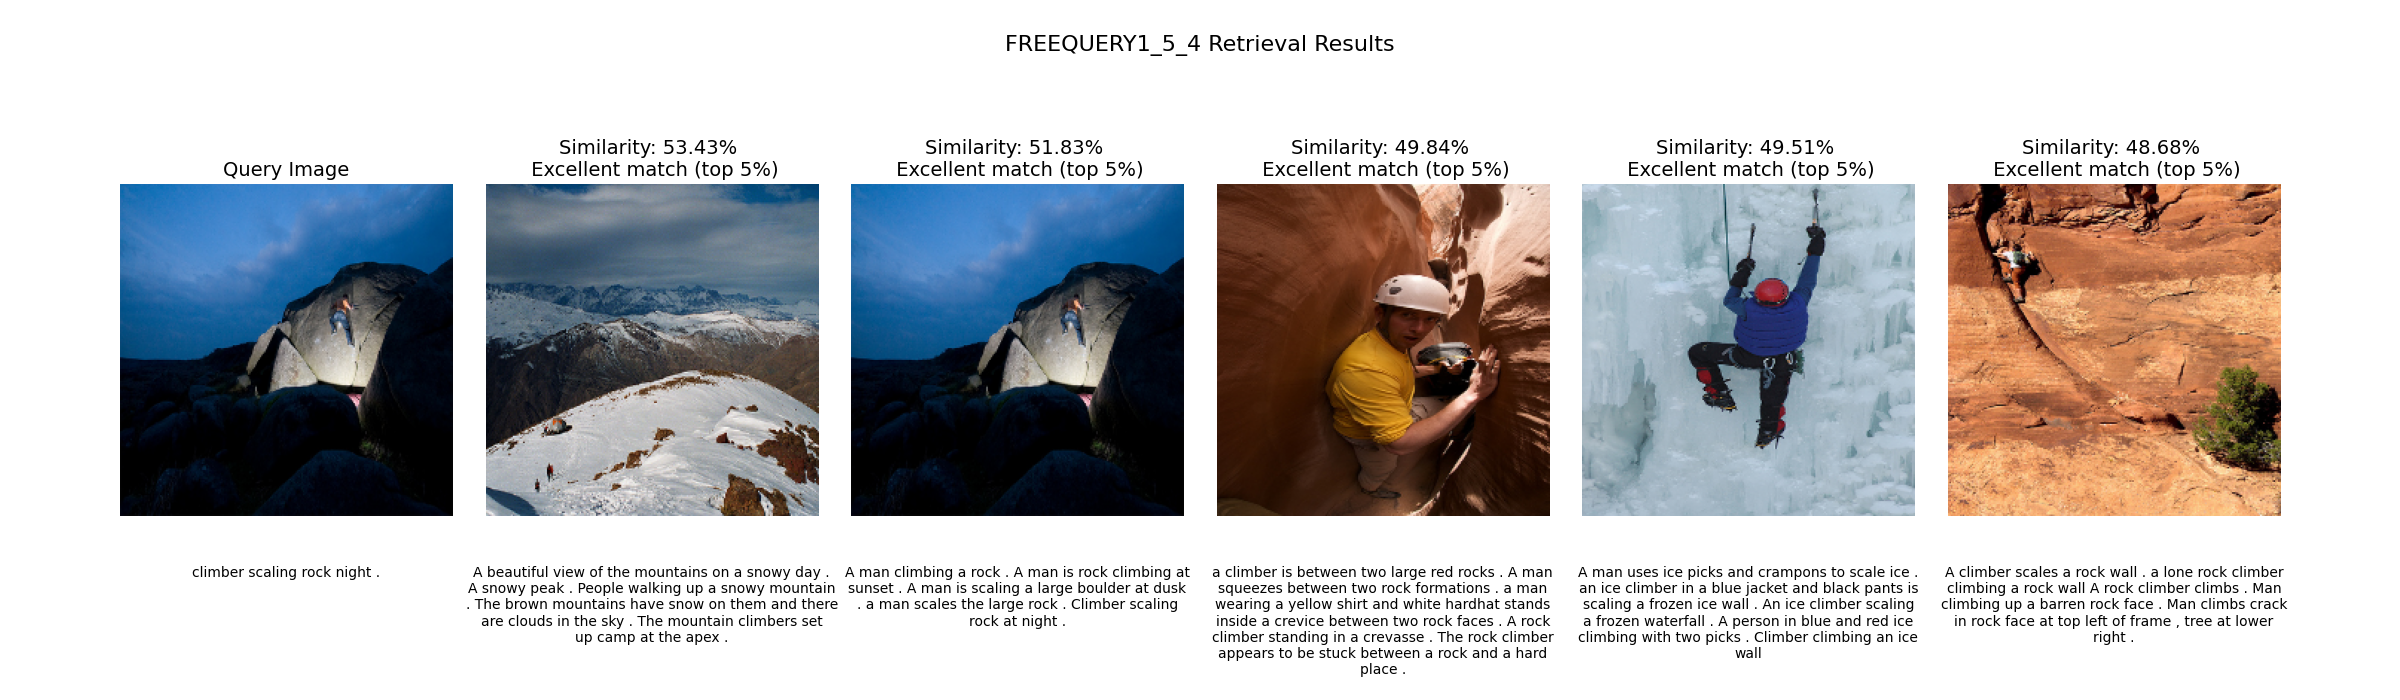 FREEQUERY1_5_4 Retrieval Results
Query Image
climber scaling rock night .
Similarity: 53.43%
Excellent match (top 5%)
A beautiful view of the mountains on a snowy day .
A snowy peak . People walking up a snowy mountain
. The brown mountains have snow on them and there
are clouds in the sky . The mountain climbers set
up camp at the apex .
Similarity: 51.83%
Excellent match (top 5%)
A man climbing a rock . A man is rock climbing at
sunset . A man is scaling a large boulder at dusk
. a man scales the large rock . Climber scaling
rock at night .
Similarity: 49.84%
Excellent match (top 5%)
a climber is between two large red rocks . A man
squeezes between two rock formations . a man
wearing a yellow shirt and white hardhat stands
inside a crevice between two rock faces . A rock
climber standing in a crevasse . The rock climber
appears to be stuck between a rock and a hard
place .
Similarity: 49.51%
Excellent match (top 5%)
A man uses ice picks and crampons to scale ice .
an ice climber in a blue jacket and black pants is
scaling a frozen ice wall . An ice climber scaling
a frozen waterfall . A person in blue and red ice
climbing with two picks . Climber climbing an ice
wall
Similarity: 48.68%
Excellent match (top 5%)
A climber scales a rock wall . a lone rock climber
climbing a rock wall A rock climber climbs . Man
climbing up a barren rock face . Man climbs crack
in rock face at top left of frame , tree at lower
right .